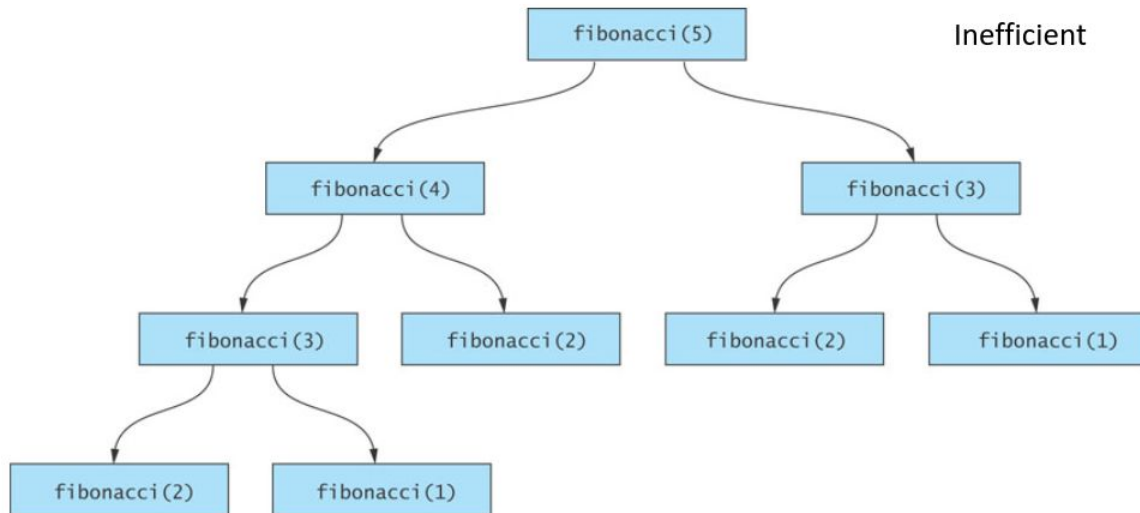 fibonacci(5)
Inefficient
fibonacci(4)
fibonacci(3)
fibonacci(3)
fibonacci(2)
fibonacci(2)
fibonacci(1)
fibonacci(2)
fibonacci(1)